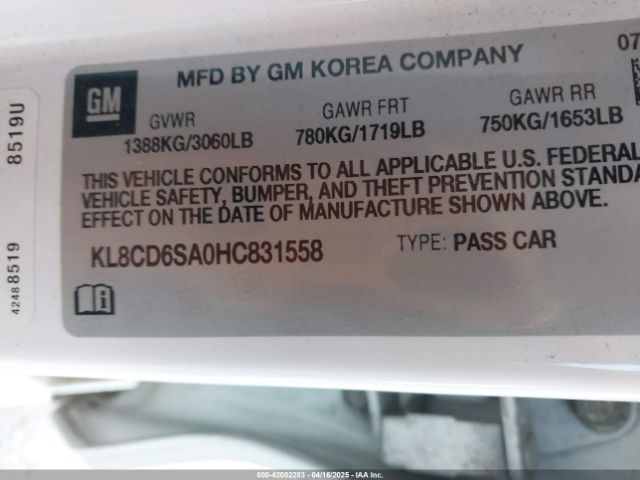 MFD BY GM KOREA COMPANY
07
GM
GVWR
1388KG/3060LB
GAWR FRT
780KG/1719LB
GAWR RR
750KG/1653LB
THIS VEHICLE CONFORMS TO ALL APPLICABLE U.S. FEDERAL
VEHICLE SAFETY, BUMPER, AND THEFT PREVENTION STANDA
EFFECT ON THE DATE OF MANUFACTURE SHOWN ABOVE.
KL8CD6SA0HC831558
TYPE: PASS CAR
8519U
4248 8519
000-42052283 - 04/16/2025 - IAA Inc.